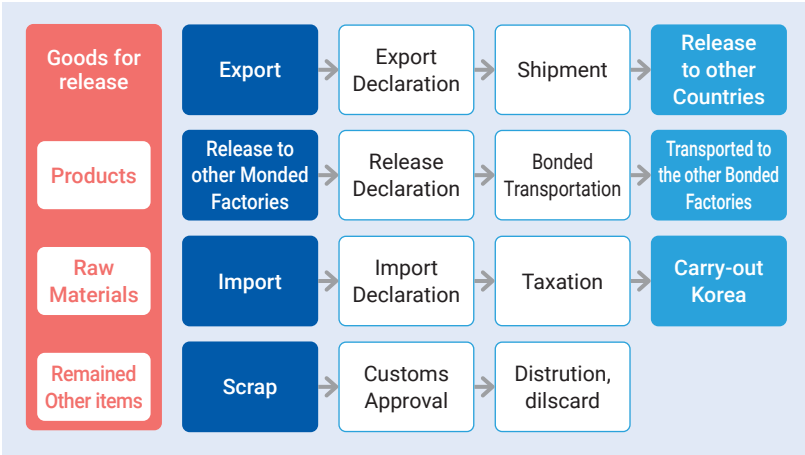 Goods for
release
Products
Raw
Materials
Remained
Other items
Export
Export
Declaration
Shipment
Release
to other
Countries
Release to
other Monded
Factories
Release
Declaration
Bonded
Transportation
Transported to
the other Bonded
Factories
Import
Import
Declaration
Taxation
Carry-out
Korea
Scrap
Customs
Approval
Distrution,
dilscard